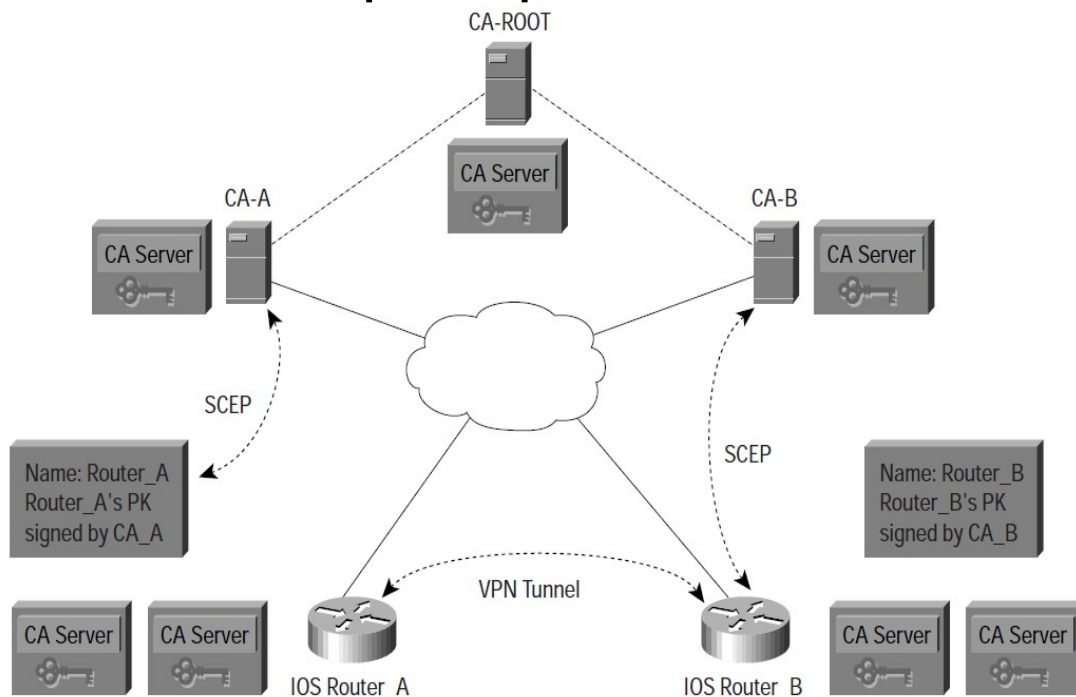 CA-ROOT
CA Server
CA-A
CA Server
CA-B
CA Server
SCEP
SCEP
Name: Router_A
Router_A's PK
signed by CA_A
Name: Router_B
Router_B's PK
signed by CA_B
VPN Tunnel
CA Server
CA Server
IOS Router_A
IOS Router_B
CA Server
CA Server